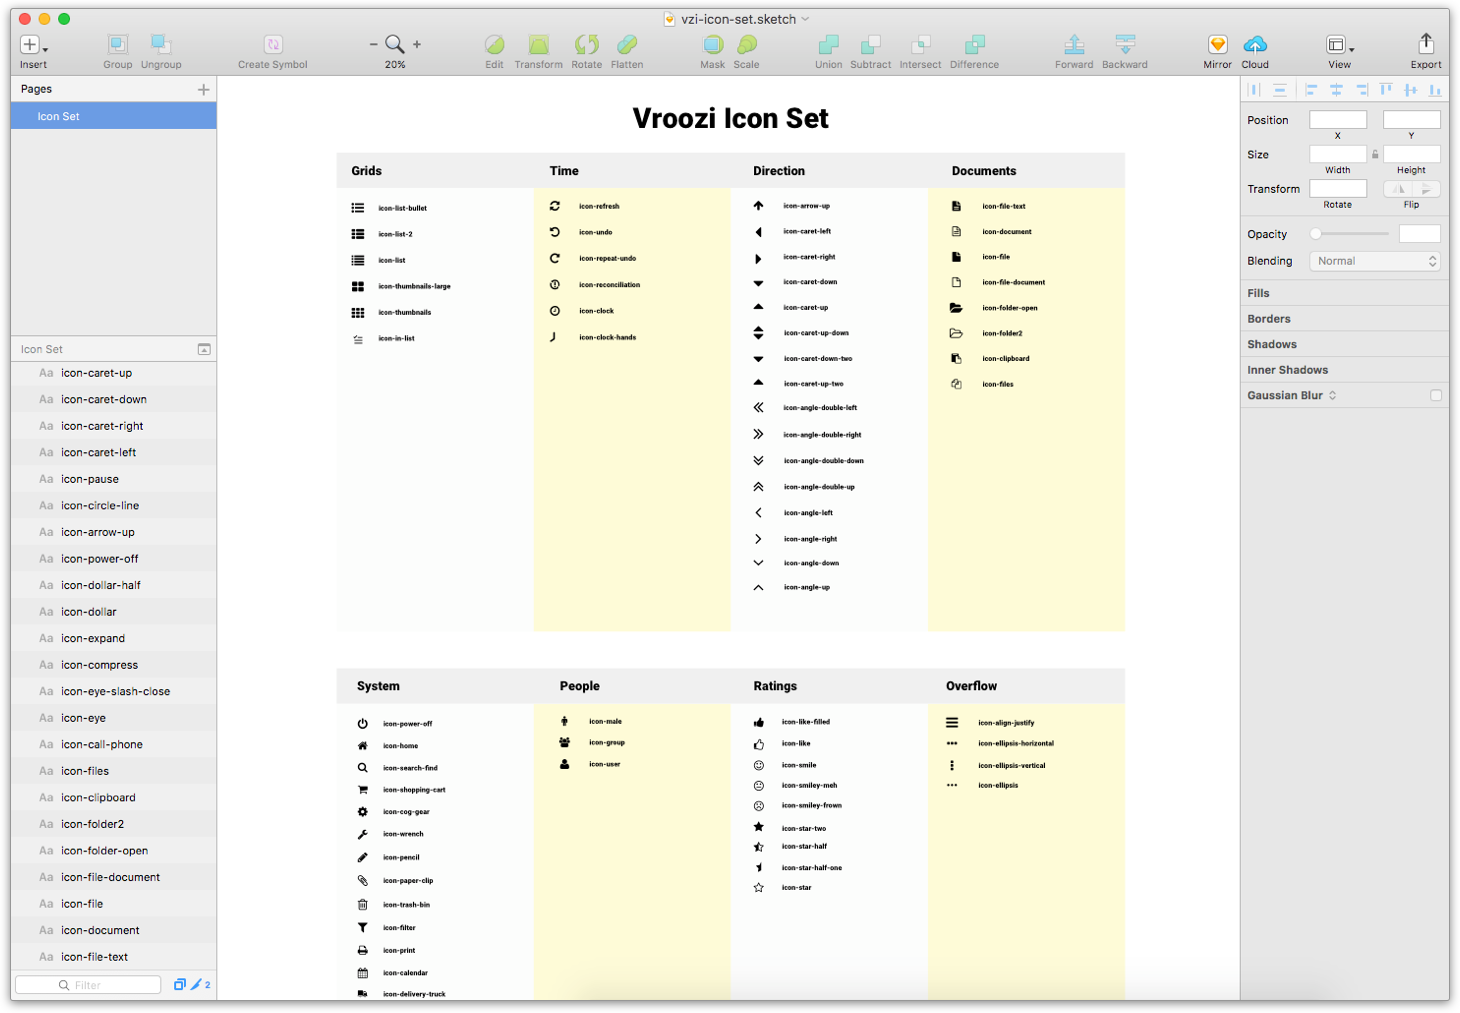 vzi-icon-set.sketch
Insert
Group
Ungroup
Create Symbol
20%
Edit
Transform
Rotate
Flatten
Mask
Scale
Union
Subtract
Intersect
Difference
Forward
Backward
Mirror
Cloud
View
Export
Pages
Icon Set
Icon Set
Aa icon-caret-up
Aa icon-caret-down
Aa icon-caret-right
Aa icon-caret-left
Aa icon-pause
Aa icon-circle-line
Aa icon-arrow-up
Aa icon-power-off
Aa icon-dollar-half
Aa icon-dollar
Aa icon-expand
Aa icon-compress
Aa icon-eye-slash-close
Aa icon-eye
Aa icon-call-phone
Aa icon-files
Aa icon-clipboard
Aa icon-folder2
Aa icon-folder-open
Aa icon-file-document
Aa icon-file
Aa icon-document
Aa icon-file-text
Filter
2
Vroozi Icon Set
Grids
icon-list-bullet
icon-list-2
icon-list
icon-thumbnails-large
icon-thumbnails
icon-in-list
Time
icon-refresh
icon-undo
icon-repeat-undo
icon-reconciliation
icon-clock
icon-clock-hands
Direction
icon-arrow-up
icon-caret-left
icon-caret-right
icon-caret-down
icon-caret-up
icon-caret-up-down
icon-caret-down-two
icon-caret-up-two
icon-angle-double-left
icon-angle-double-right
icon-angle-double-down
icon-angle-double-up
icon-angle-left
icon-angle-right
icon-angle-down
icon-angle-up
Documents
icon-file-text
icon-document
icon-file
icon-file-document
icon-folder-open
icon-folder2
icon-clipboard
icon-files
System
icon-power-off
icon-home
icon-search-find
icon-shopping-cart
icon-cog-gear
icon-wrench
icon-pencil
icon-paper-clip
icon-trash-bin
icon-filter
icon-print
icon-calendar
icon-delivery-truck
People
icon-male
icon-group
icon-user
Ratings
icon-like-filled
icon-like
icon-smile
icon-smiley-meh
icon-smiley-frown
icon-star-two
icon-star-half
icon-star-half-one
icon-star
Overflow
icon-align-justify
icon-ellipsis-horizontal
icon-ellipsis-vertical
icon-ellipsis
Position
X
Y
Size
Width
Height
Transform
Rotate
Flip
Opacity
Blending
Normal
Fills
Borders
Shadows
Inner Shadows
Gaussian Blur